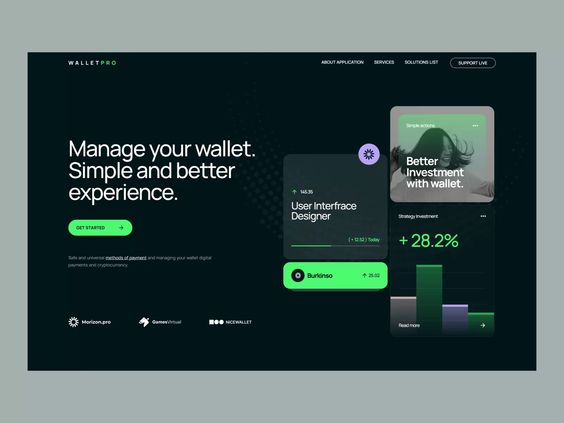 WALLETPRO
ABOUT APPLICATION
SERVICES
SOLUTIONS LIST
SUPPORT LIVE
Manage your wallet.
Simple and better
experience.
GET STARTED
Safe and universal methods of payment and managing your wallet digital
payments and cryptocurrency.
Morizon.pro
GamesVirtual
NICEWALLET
145.35
User Interfrace
Designer
( + 12.52 ) Today
Burkinso
25.02
Simple actions
Better
Investment
with wallet.
Strategy Investment
+ 28.2%
Read more